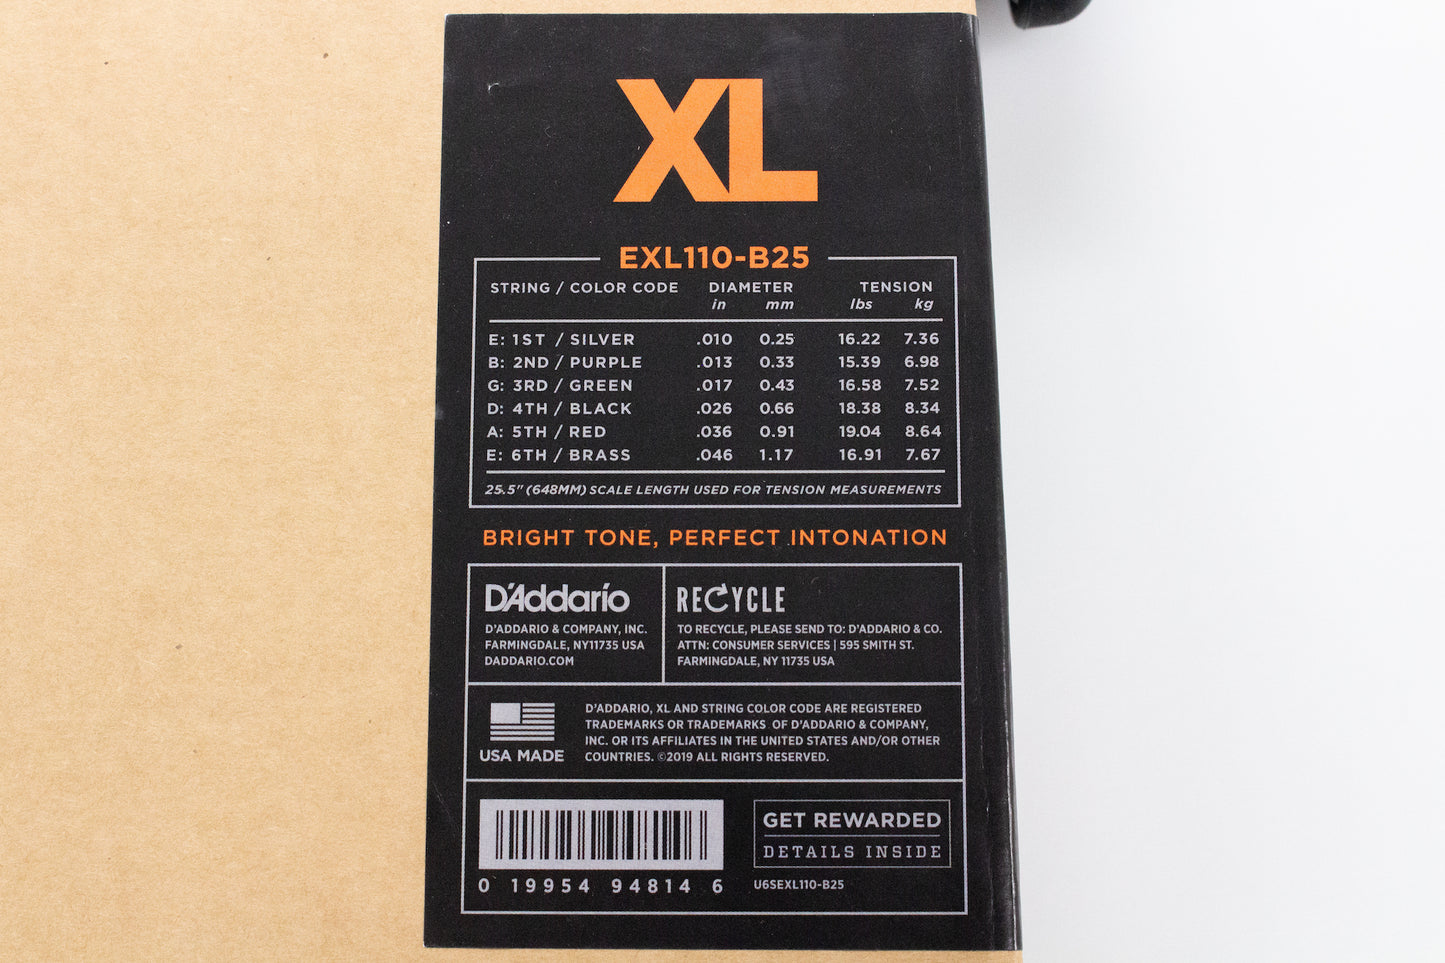 XL
EXL110-B25
STRING / COLOR CODE DIAMETER TENSION
in mm lbs kg
E: 1ST / SILVER .010 0.25 16.22 7.36
B: 2ND / PURPLE .013 0.33 15.39 6.98
G: 3RD / GREEN .017 0.43 16.58 7.52
D: 4TH / BLACK .026 0.66 18.38 8.34
A: 5TH / RED .036 0.91 19.04 8.64
E: 6TH / BRASS .046 1.17 16.91 7.67
25.5" (648MM) SCALE LENGTH USED FOR TENSION MEASUREMENTS
BRIGHT TONE, PERFECT INTONATION
D'Addario
D'ADDARIO & COMPANY, INC.
FARMINGDALE, NY11735 USA
DADDARIO.COM
RECYCLE
TO RECYCLE, PLEASE SEND TO: D'ADDARIO & CO.
ATTN: CONSUMER SERVICES | 595 SMITH ST.
FARMINGDALE, NY 11735 USA
USA MADE
D'ADDARIO, XL AND STRING COLOR CODE ARE REGISTERED
TRADEMARKS OR TRADEMARKS OF D'ADDARIO & COMPANY,
INC. OR ITS AFFILIATES IN THE UNITED STATES AND/OR OTHER
COUNTRIES. ©2019 ALL RIGHTS RESERVED.
0 19954 94814 6
GET REWARDED
DETAILS INSIDE
U6SEXL110-B25